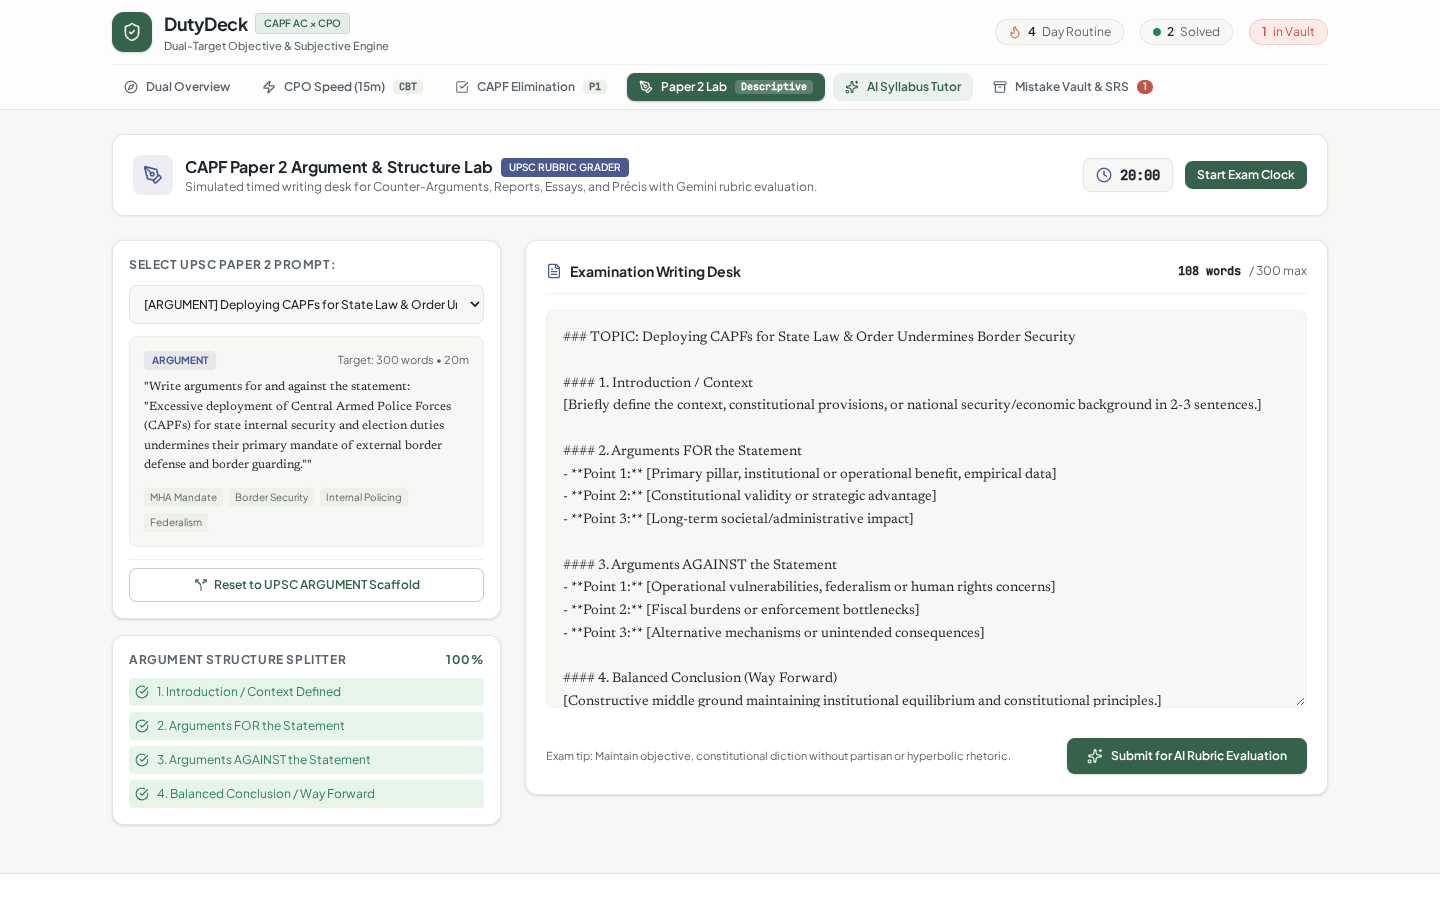 DutyDeck CAPF AC × CPO
Dual-Target Objective & Subjective Engine
4 Day Routine
2 Solved
1 in Vault
Dual Overview
CPO Speed (15m) CBT
CAPF Elimination P1
Paper 2 Lab Descriptive
AI Syllabus Tutor
Mistake Vault & SRS 1
CAPF Paper 2 Argument & Structure Lab UPSC RUBRIC GRADER
Simulated timed writing desk for Counter-Arguments, Reports, Essays, and Précis with Gemini rubric evaluation.
20:00
Start Exam Clock
SELECT UPSC PAPER 2 PROMPT:
[ARGUMENT] Deploying CAPFs for State Law & Order Ur
ARGUMENT Target: 300 words • 20m
"Write arguments for and against the statement:
"Excessive deployment of Central Armed Police Forces
(CAPFs) for state internal security and election duties
undermines their primary mandate of external border
defense and border guarding.""
MHA Mandate Border Security Internal Policing
Federalism
Reset to UPSC ARGUMENT Scaffold
ARGUMENT STRUCTURE SPLITTER 100%
1. Introduction / Context Defined
2. Arguments FOR the Statement
3. Arguments AGAINST the Statement
4. Balanced Conclusion / Way Forward
Examination Writing Desk 108 words / 300 max
### TOPIC: Deploying CAPFs for State Law & Order Undermines Border Security
#### 1. Introduction / Context
[Briefly define the context, constitutional provisions, or national security/economic background in 2-3 sentences.]
#### 2. Arguments FOR the Statement
- **Point 1:** [Primary pillar, institutional or operational benefit, empirical data]
- **Point 2:** [Constitutional validity or strategic advantage]
- **Point 3:** [Long-term societal/administrative impact]
#### 3. Arguments AGAINST the Statement
- **Point 1:** [Operational vulnerabilities, federalism or human rights concerns]
- **Point 2:** [Fiscal burdens or enforcement bottlenecks]
- **Point 3:** [Alternative mechanisms or unintended consequences]
#### 4. Balanced Conclusion (Way Forward)
[Constructive middle ground maintaining institutional equilibrium and constitutional principles.]
Exam tip: Maintain objective, constitutional diction without partisan or hyperbolic rhetoric.
Submit for AI Rubric Evaluation